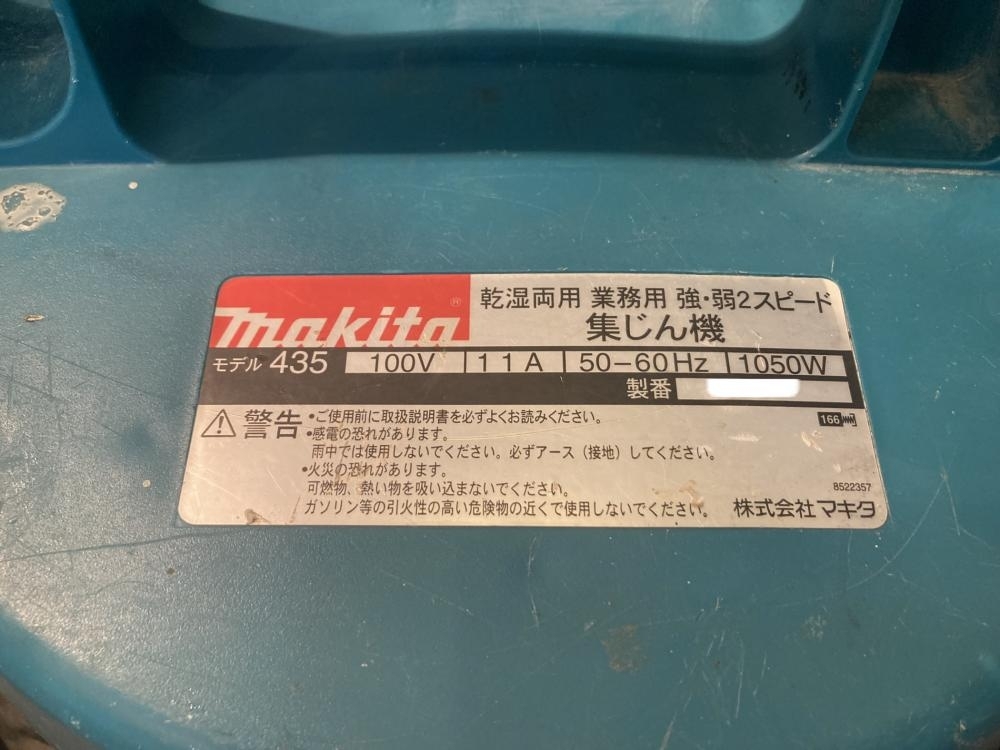 makita®
乾湿両用 業務用 強・弱2スピード
集じん機
モデル 435 100V 11A 50-60Hz 1050W
製番
警告
・ご使用前に取扱説明書を必ずよくお読みください。
・感電の恐れがあります。
雨中では使用しないでください。必ずアース（接地）してください。
・火災の恐れがあります。
可燃物、熱い物を吸い込まないでください。
ガソリン等の引火性の高い危険物の近くで使用しないでください。
166
8522357
株式会社マキタ